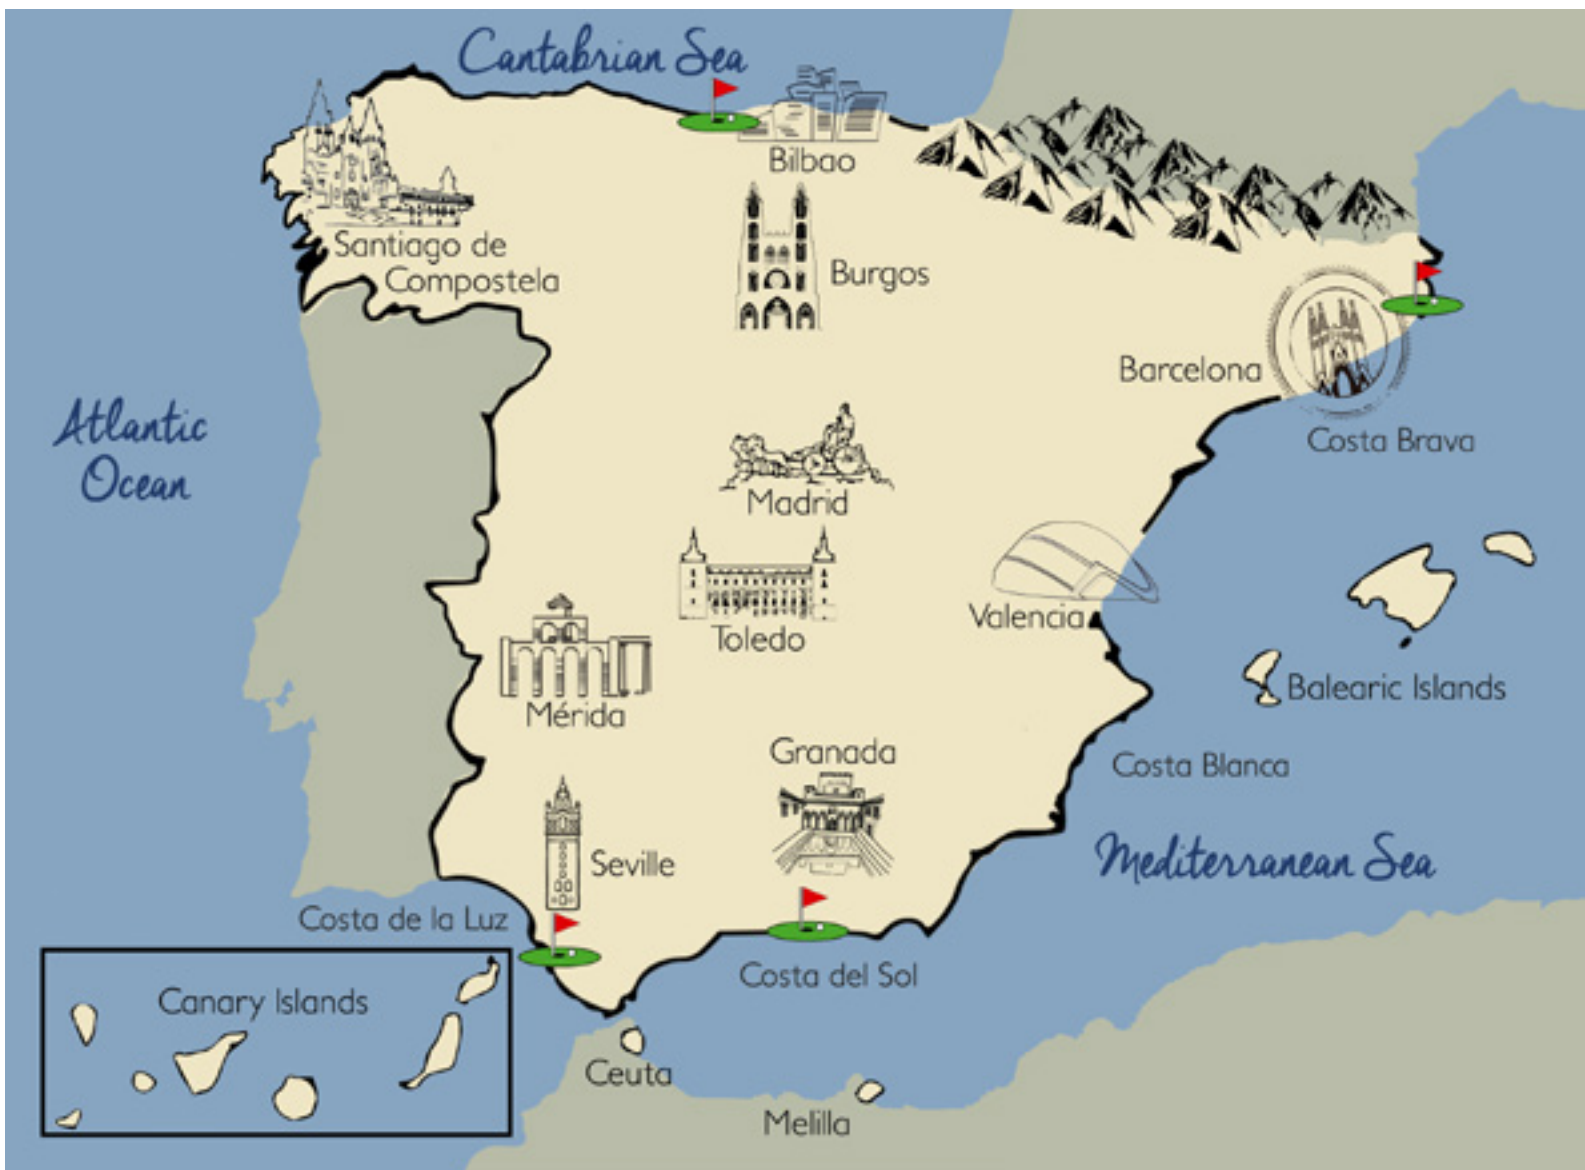 Cantabrian Sea
Bilbao
Santiago de
Compostela
Burgos
Barcelona
Atlantic
Ocean
Costa Brava
Madrid
Valencia
Toledo
Balearic Islands
Mérida
Granada
Costa Blanca
Seville
Mediterranean Sea
Costa de la Luz
Costa del Sol
Canary Islands
Ceuta
Melilla